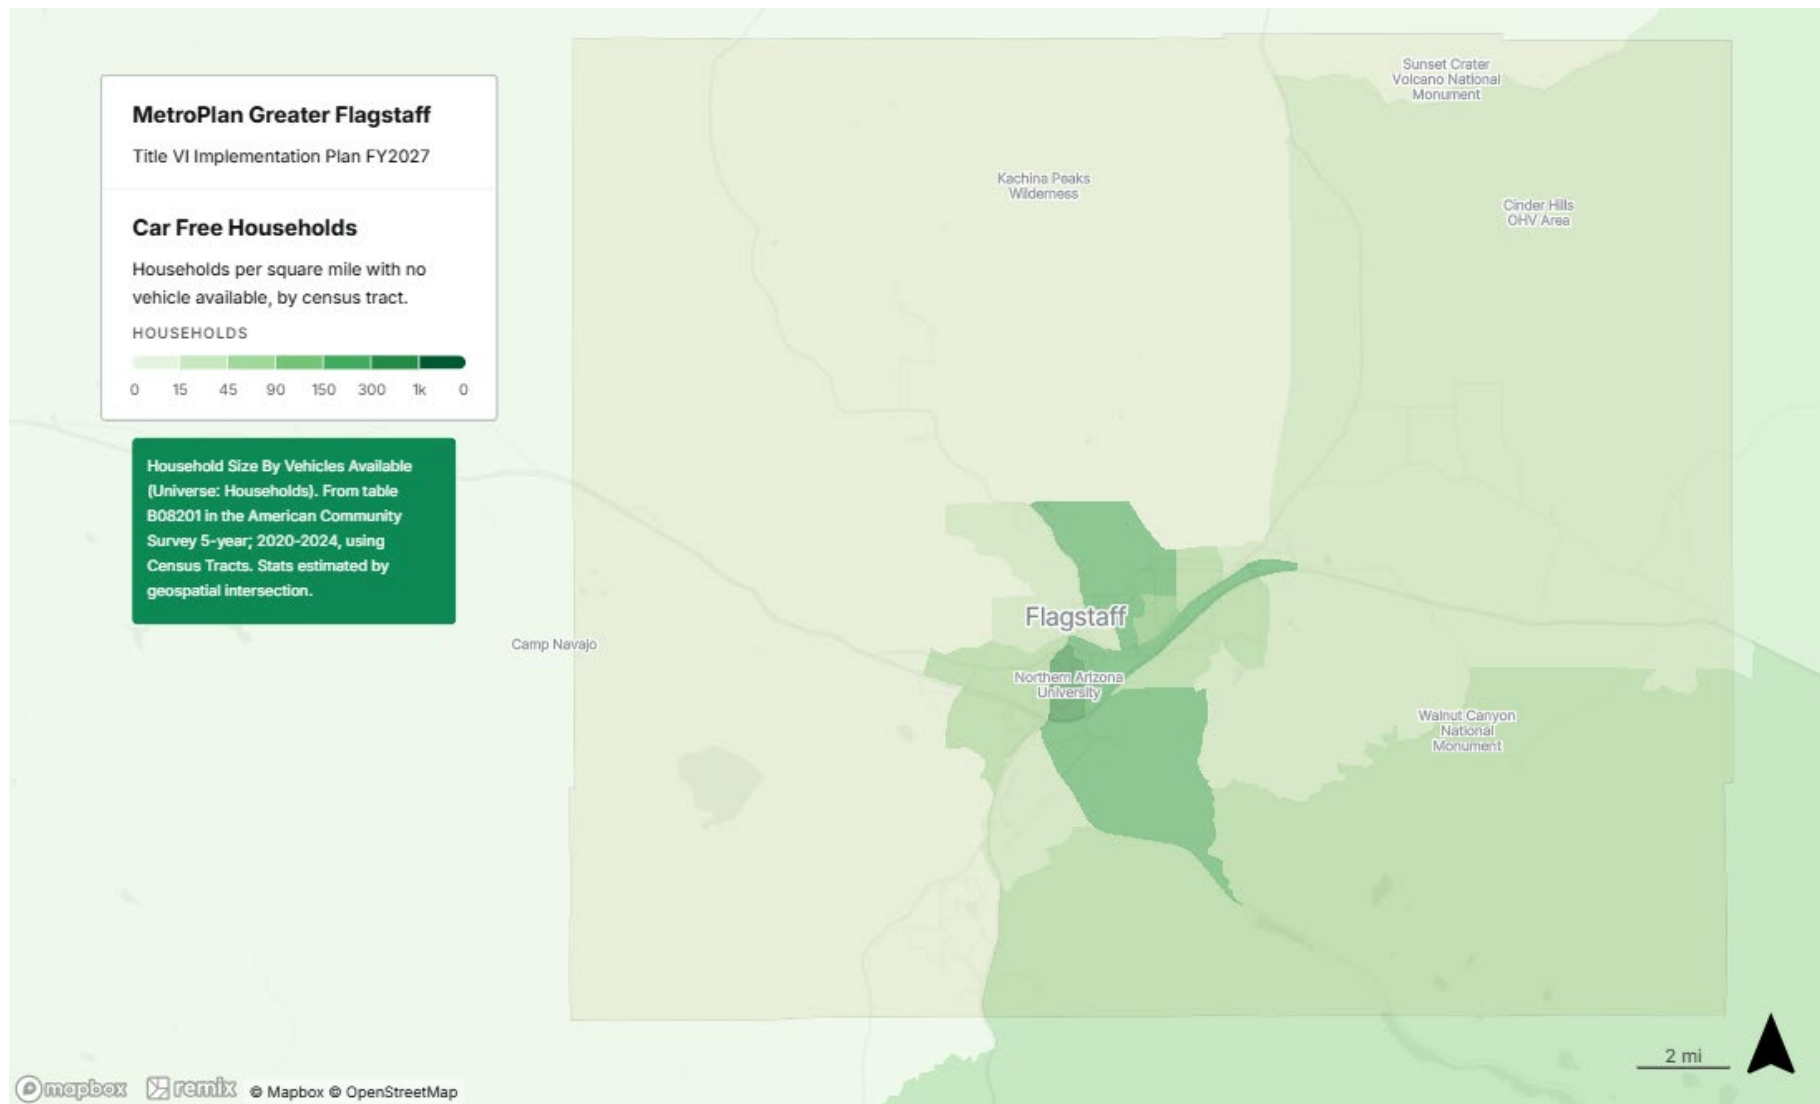 MetroPlan Greater Flagstaff
Title VI Implementation Plan FY2027
Car Free Households
Households per square mile with no
vehicle available, by census tract.
HOUSEHOLDS
0 15 45 90 150 300 1k 0
Household Size By Vehicles Available
(Universe: Households). From table
B08201 in the American Community
Survey 5-year; 2020-2024, using
Census Tracts. Stats estimated by
geospatial intersection.
Sunset Crater
Volcano National
Monument
Kachina Peaks
Wilderness
Cinder Hills
OHV Area
Flagstaff
Camp Navajo
Northern Arizona
University
Walnut Canyon
National
Monument
2 mi
mapbox remix © Mapbox © OpenStreetMap